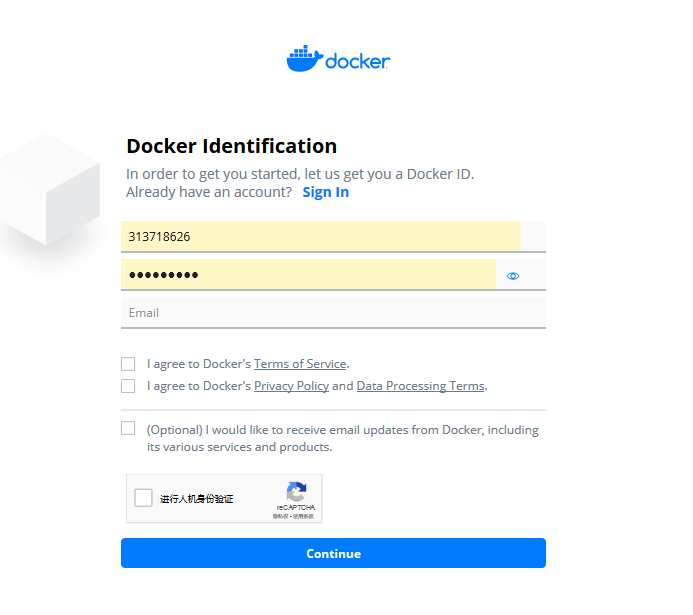 docker
Docker Identification
In order to get you started, let us get you a Docker ID.
Already have an account? Sign In
313718626
•••••••••
Email
I agree to Docker's Terms of Service.
I agree to Docker's Privacy Policy and Data Processing Terms.
(Optional) I would like to receive email updates from Docker, including
its various services and products.
进行人机身份验证
reCAPTCHA
隐私权 - 使用条款
Continue